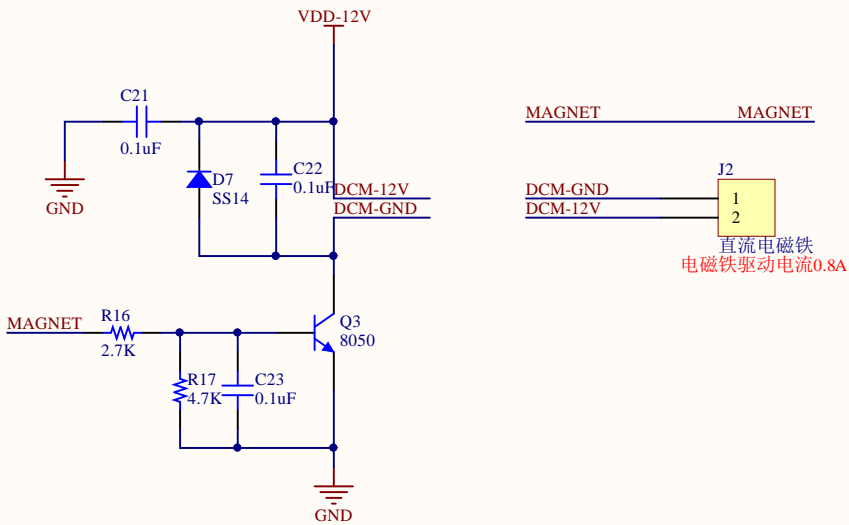 VDD-12V
C21
0.1uF
GND
D7
SS14
C22
0.1uF
DCM-12V
DCM-GND
MAGNET
MAGNET
J2
DCM-GND
1
DCM-12V
2
直流电磁铁
电磁铁驱动电流0.8A
MAGNET
R16
2.7K
Q3
8050
R17
4.7K
C23
0.1uF
GND